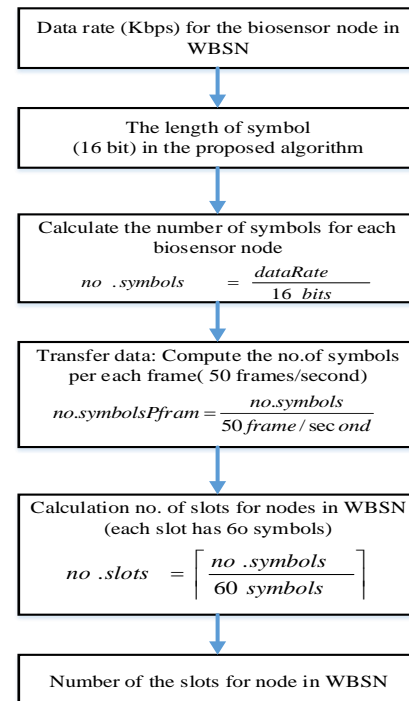 Data rate (Kbps) for the biosensor node in
WBSN
The length of symbol
(16 bit) in the proposed algorithm
Calculate the number of symbols for each
biosensor node
no .symbols = dataRate / 16 bits
Transfer data: Compute the no.of symbols
per each frame( 50 frames/second)
no.symbolsPfram = no.symbols / 50 frame / sec ond
Calculation no. of slots for nodes in WBSN
(each slot has 6o symbols)
no .slots = ⌈ no .symbols / 60 symbols ⌉
Number of the slots for node in WBSN